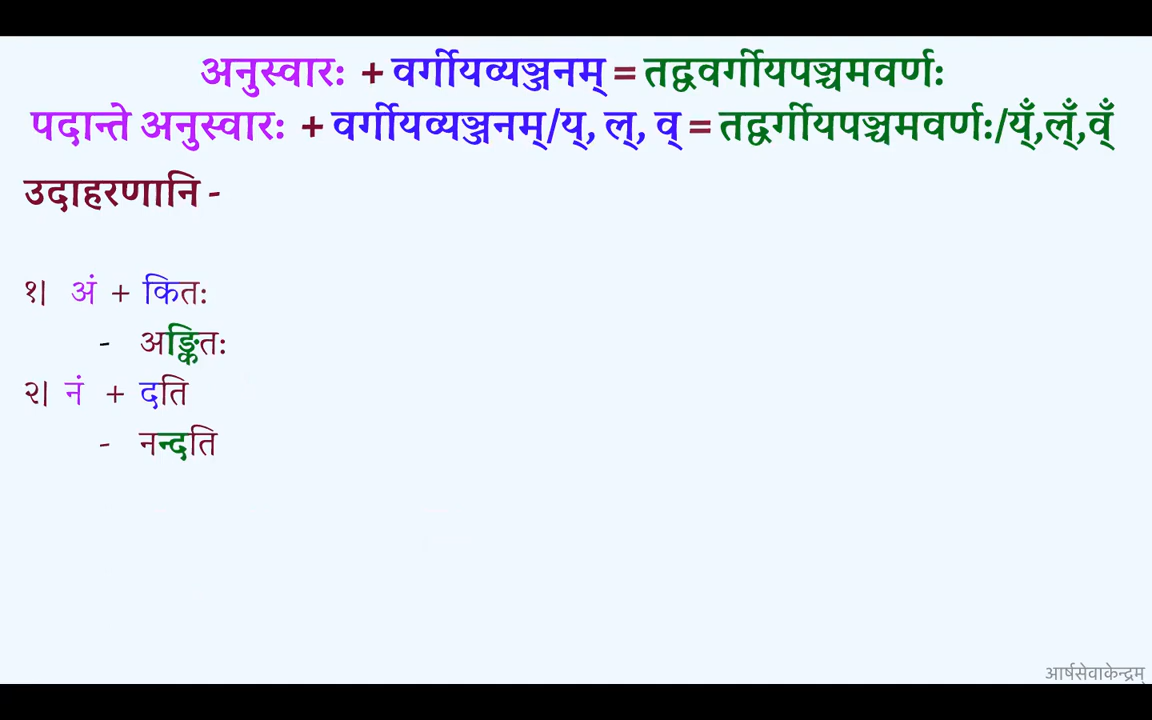 अनुस्वारः + वर्गीयव्यञ्जनम् = तद्ववर्गीयपञ्चमवर्णः
पदान्ते अनुस्वारः + वर्गीयव्यञ्जनम्/य्, ल्, व् = तद्वर्गीयपञ्चमवर्णः/य्ँ,ल्ँ,व्ँ
उदाहरणानि -
१| अं + कितः
- अङ्कितः
२| नं + दति
- नन्दति
आर्षसेवाकेन्द्रम्